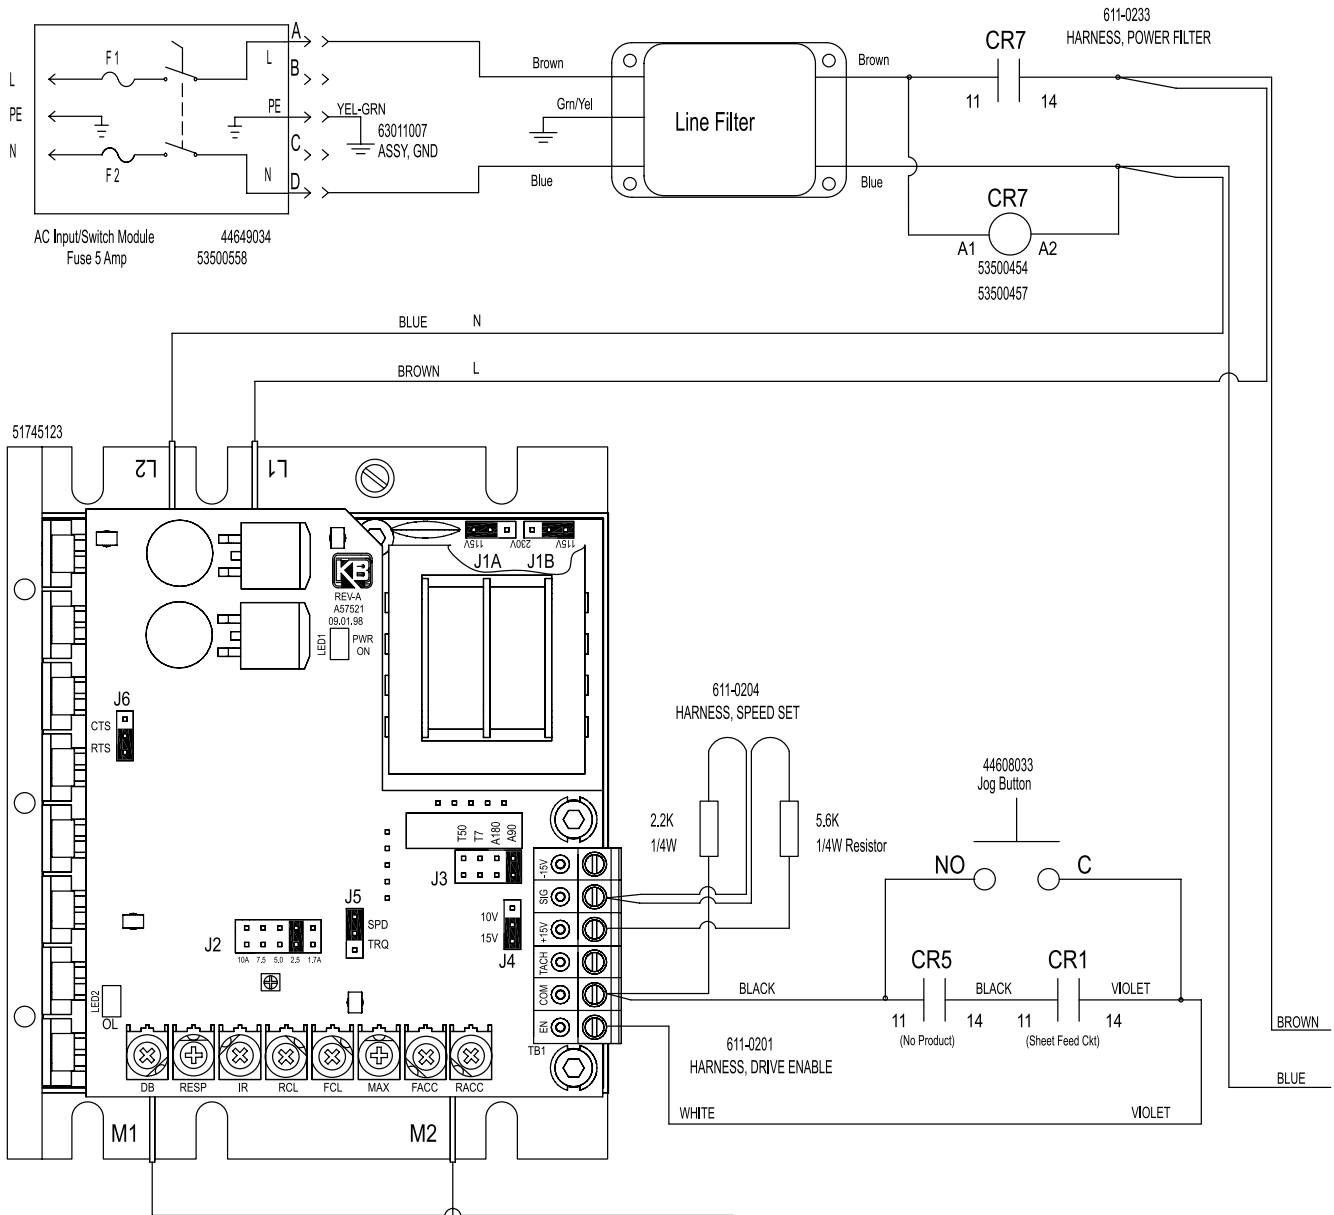 611-0233
HARNESS, POWER FILTER
F1
L
PE
N
F2
A
L
B
PE
YEL-GRN
63011007
ASSY, GND
C
N
D
Brown
Grn/Yel
Blue
Line Filter
Brown
Blue
CR7
11 14
CR7
A1 A2
53500454
53500457
AC Input/Switch Module 44649034
Fuse 5 Amp 53500558
BLUE N
BROWN L
51745123
L2 L1
115V 230V 115V
J1A J1B
KB
REV-A
A57521
09.01.98
LED1
PWR
ON
J6
CTS
RTS
611-0204
HARNESS, SPEED SET
2.2K
1/4W
5.6K
1/4W Resistor
44608033
Jog Button
NO C
T50 T7 A180 A90
J3
J5
SPD
TRQ
J2
10A 7.5 5.0 2.5 1.7A
10V
15V
J4
-15V
SIG
+15V
TACH
COM
EN
TB1
LED2
OL
DB RESP IR RCL FCL MAX FACC RACC
BLACK
CR5
11 14
(No Product)
BLACK
CR1
11 14
(Sheet Feed Ckt)
VIOLET
611-0201
HARNESS, DRIVE ENABLE
WHITE VIOLET
BROWN
BLUE
M1 M2